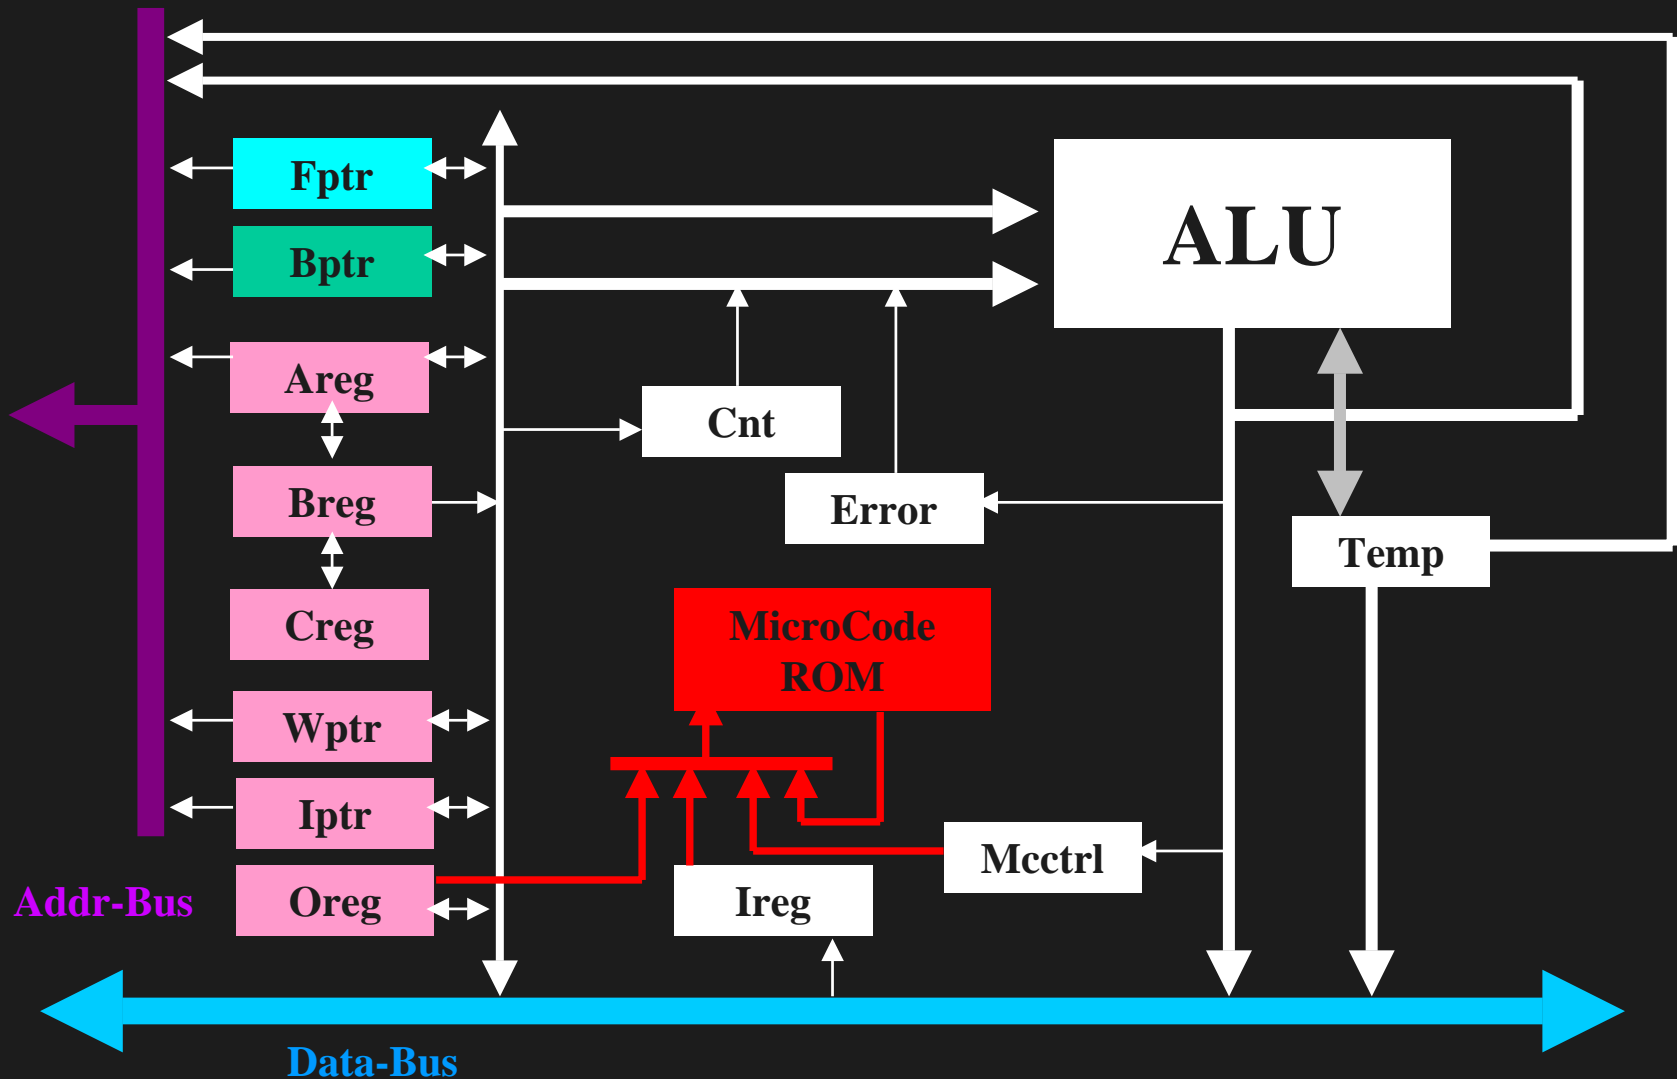 Fptr
ALU
Bptr
Areg
Cnt
Breg
Error
Temp
Creg
MicroCode
ROM
Wptr
Iptr
Mcctrl
Addr-Bus
Oreg
Ireg
Data-Bus